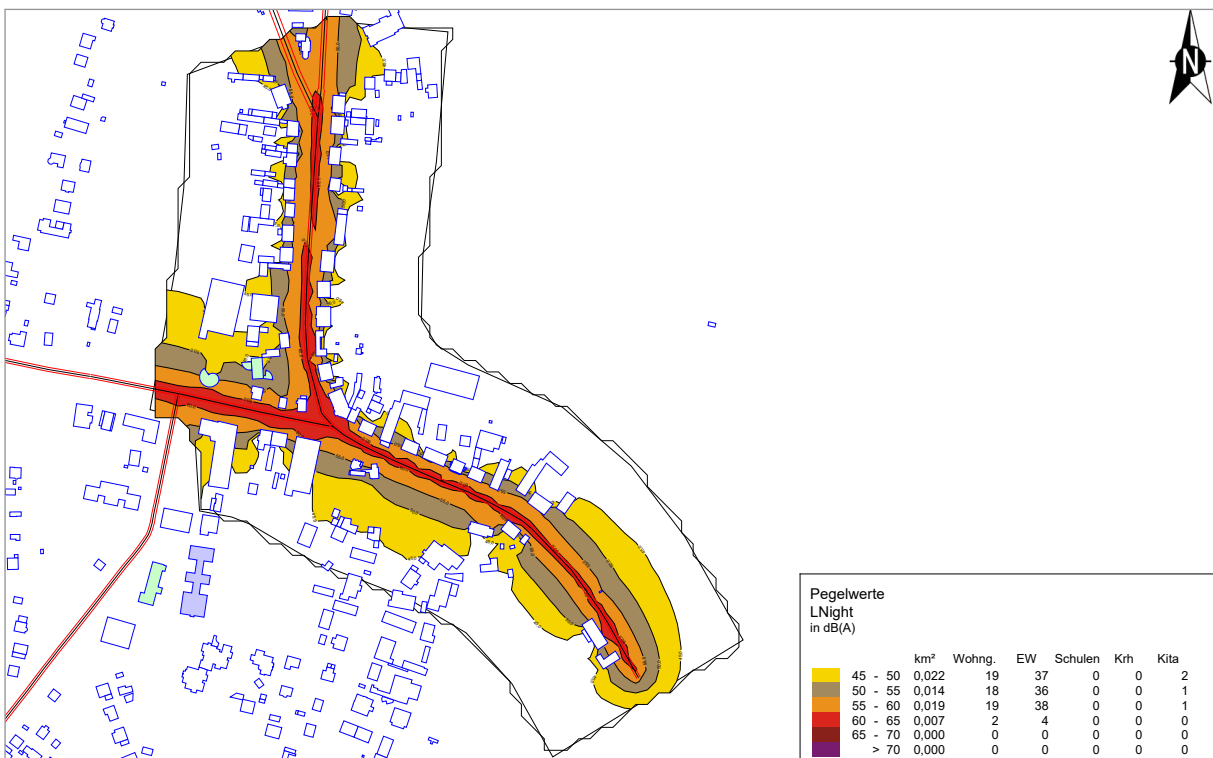 N
Pegelwerte
LNight
in dB(A)
km² Wohng. EW Schulen Krh Kita
45 - 50 0,022 19 37 0 0 2
50 - 55 0,014 18 36 0 0 1
55 - 60 0,019 19 38 0 0 1
60 - 65 0,007 2 4 0 0 0
65 - 70 0,000 0 0 0 0 0
> 70 0,000 0 0 0 0 0